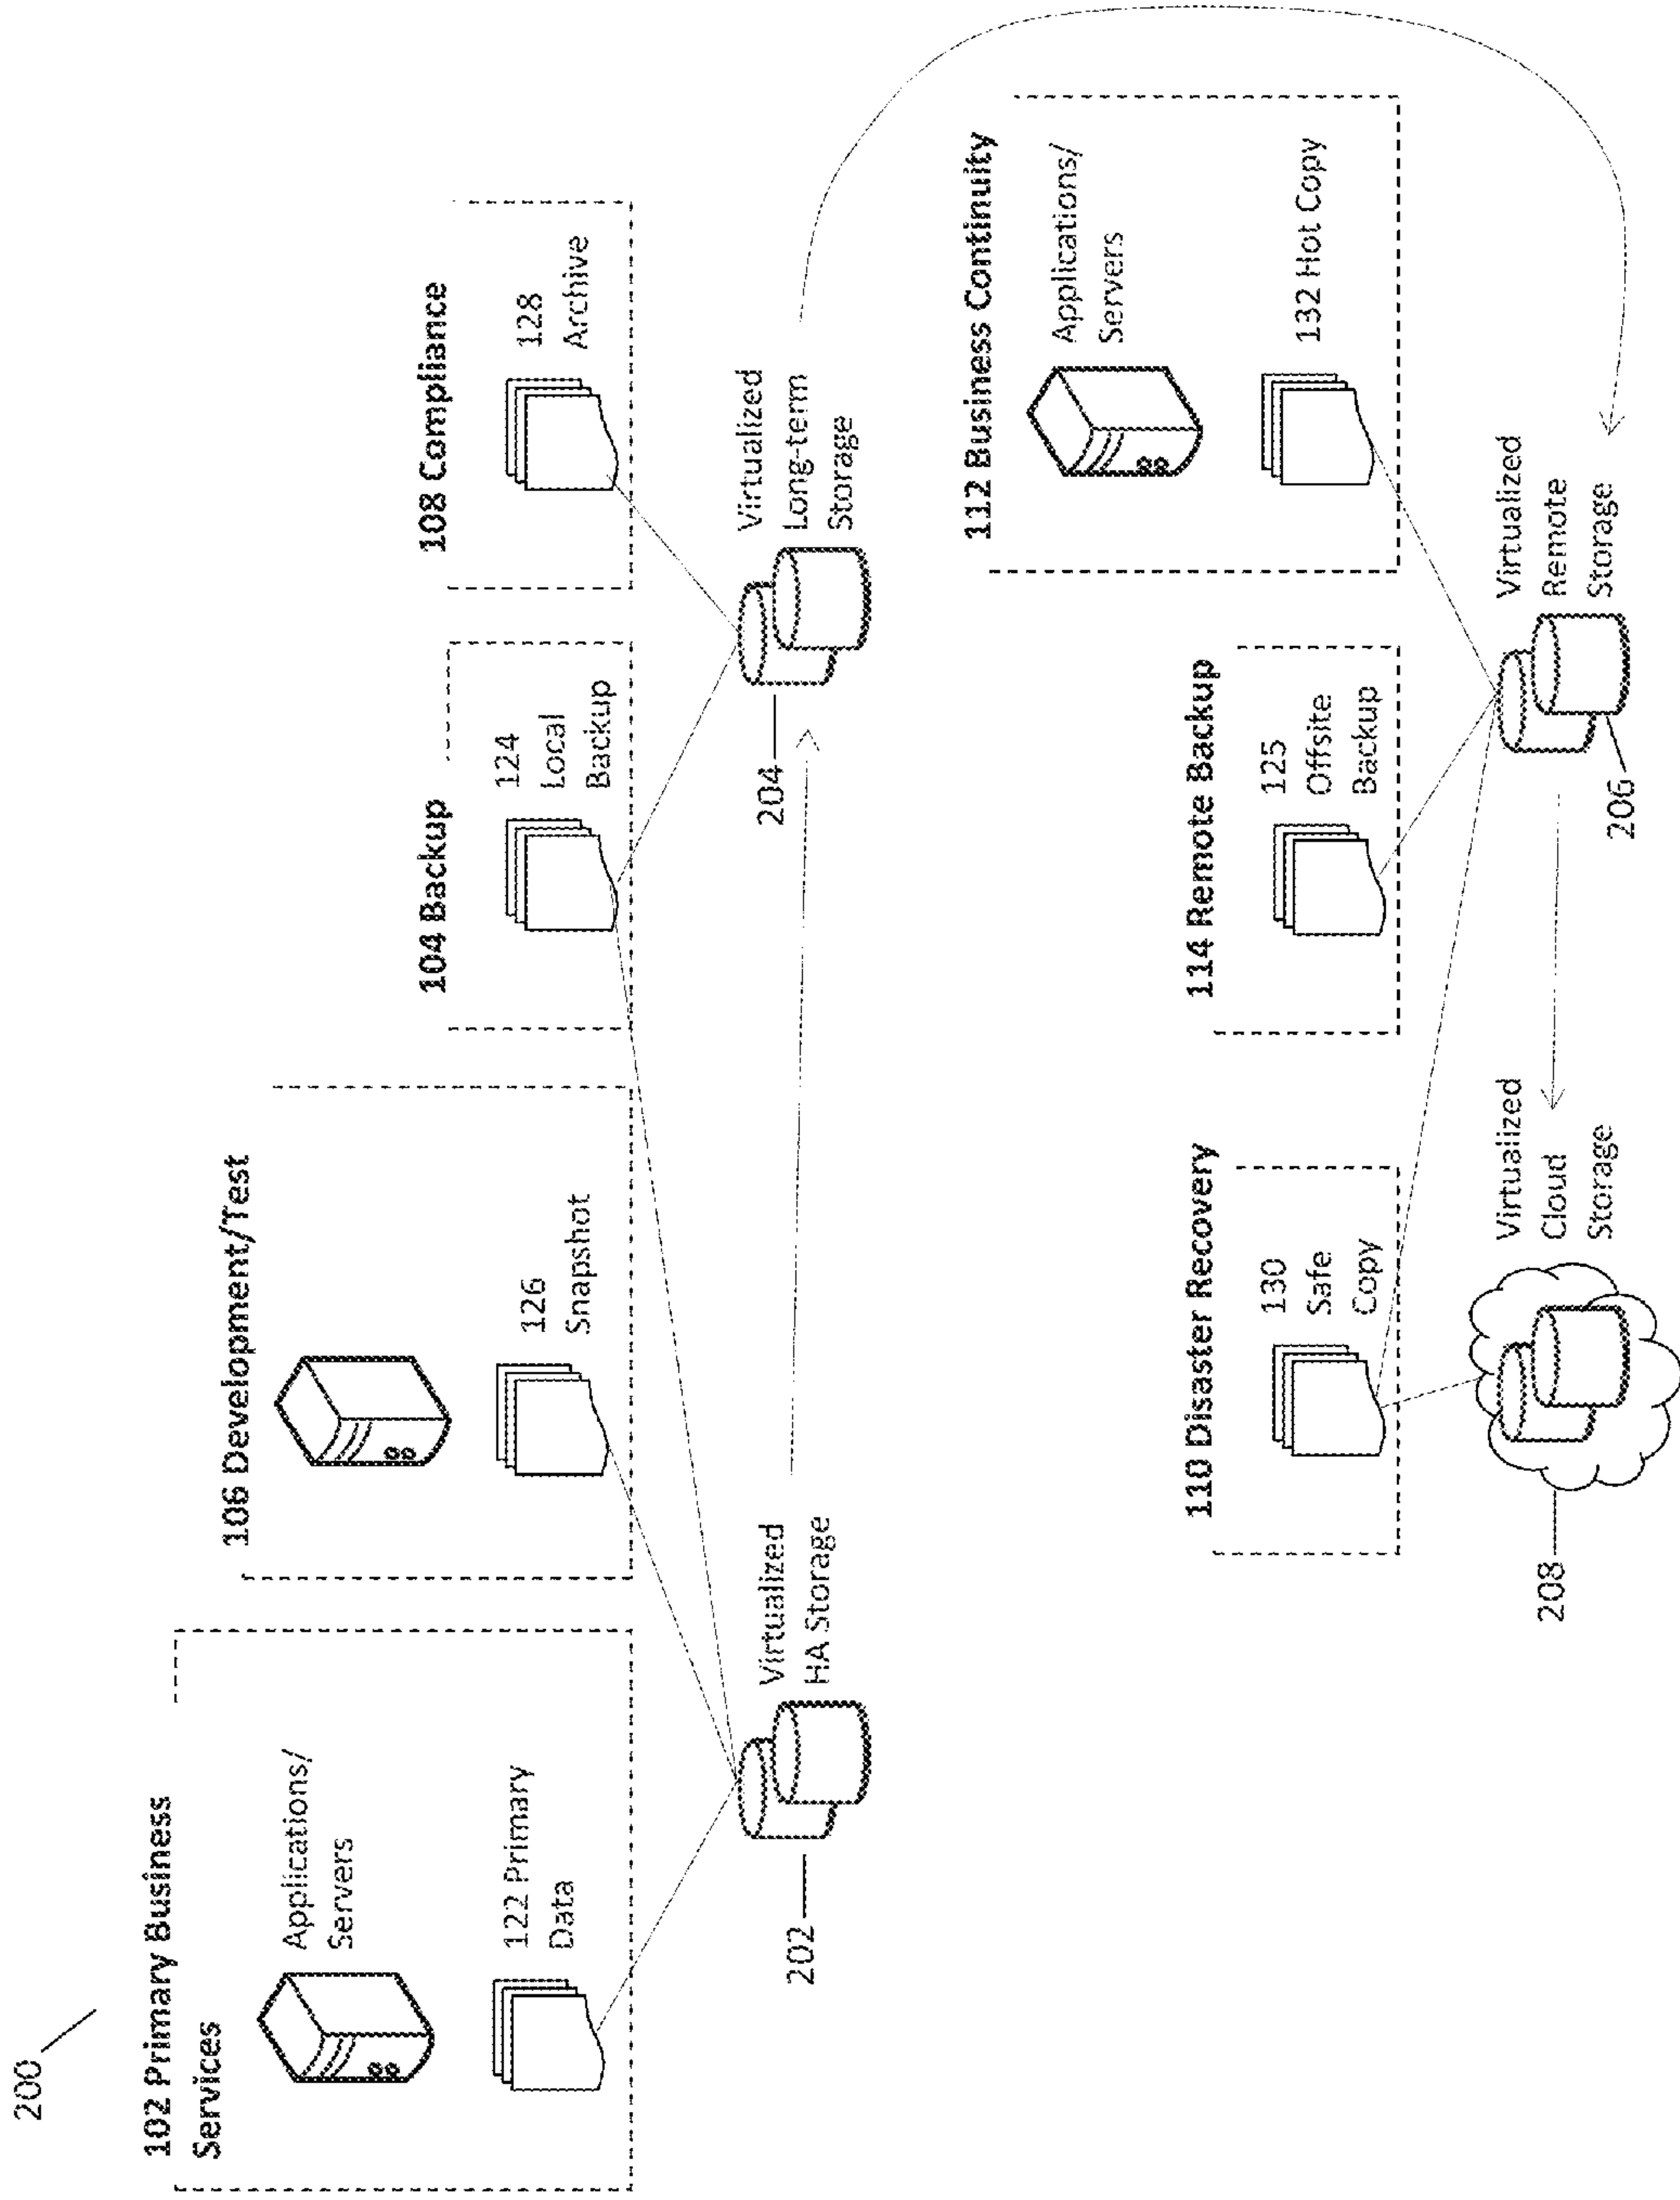 200
102 Primary Business
Services
Applications/
Servers
122 Primary
Data
106 Development/Test
126
Snapshot
104 Backup
124
Local
Backup
108 Compliance
128
Archive
202
Virtualized
HA Storage
204
Virtualized
Long-term
Storage
110 Disaster Recovery
130
Safe
Copy
114 Remote Backup
125
Offsite
Backup
112 Business Continuity
Applications/
Servers
132 Hot Copy
208
Virtualized
Cloud
Storage
206
Virtualized
Remote
Storage